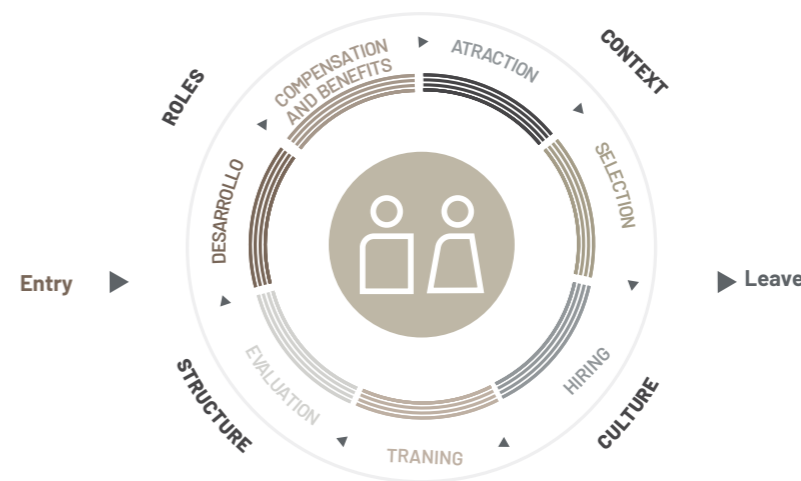 ROLES
CONTEXT
COMPENSATION
AND BENEFITS
ATRACTION
SELECTION
DESARROLLO
Entry
Leave
EVALUATION
HIRING
STRUCTURE
CULTURE
TRANING